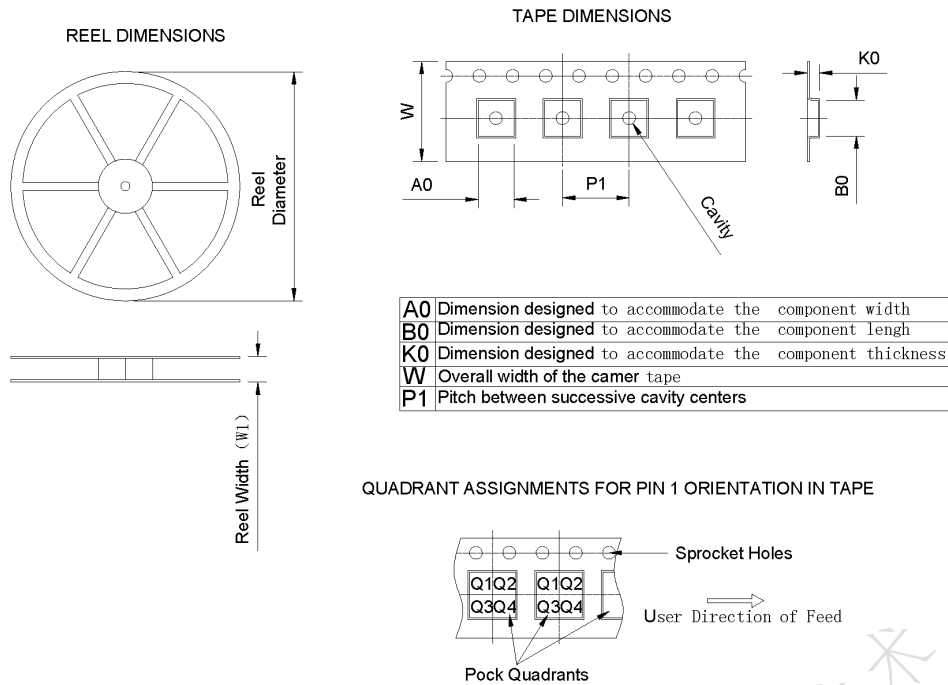 REEL DIMENSIONS
TAPE DIMENSIONS
Reel
Diameter
W
A0
P1
Cavity
K0
B0
A0 Dimension designed to accommodate the component width
B0 Dimension designed to accommodate the component lengh
K0 Dimension designed to accommodate the component thickness
W Overall width of the camer tape
P1 Pitch between successive cavity centers
Reel Width (W1)
QUADRANT ASSIGNMENTS FOR PIN 1 ORIENTATION IN TAPE
Sprocket Holes
Q1Q2 Q1Q2
Q3Q4 Q3Q4
User Direction of Feed
Pock Quadrants